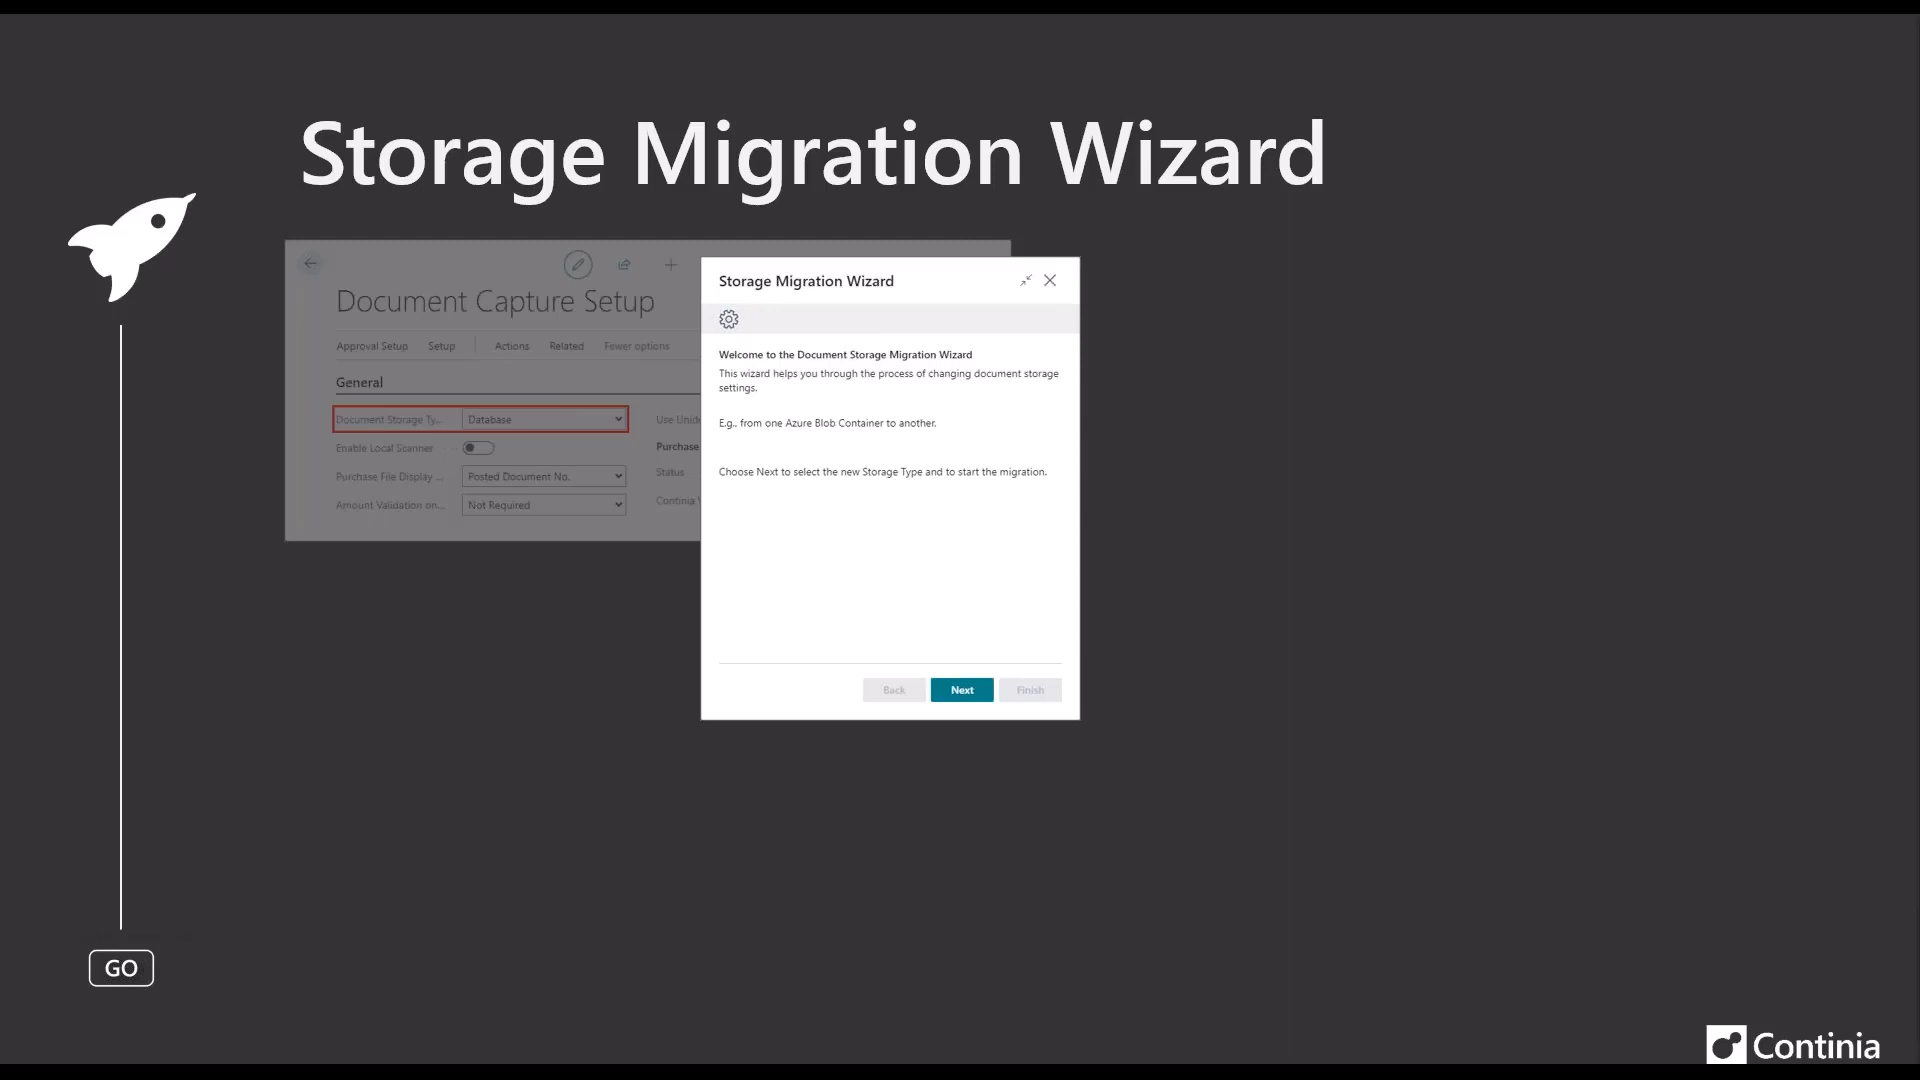 Storage Migration Wizard
Document Capture Setup
Approval Setup Setup Actions Related Fewer options
General
Document Storage Ty... Database
Enable Local Scanner
Purchase File Display ... Posted Document No.
Amount Validation on... Not Required
Use Unid
Purchase
Status
Continia
Storage Migration Wizard
Welcome to the Document Storage Migration Wizard
This wizard helps you through the process of changing document storage
settings.
E.g., from one Azure Blob Container to another.
Choose Next to select the new Storage Type and to start the migration.
Back Next Finish
GO
Continia